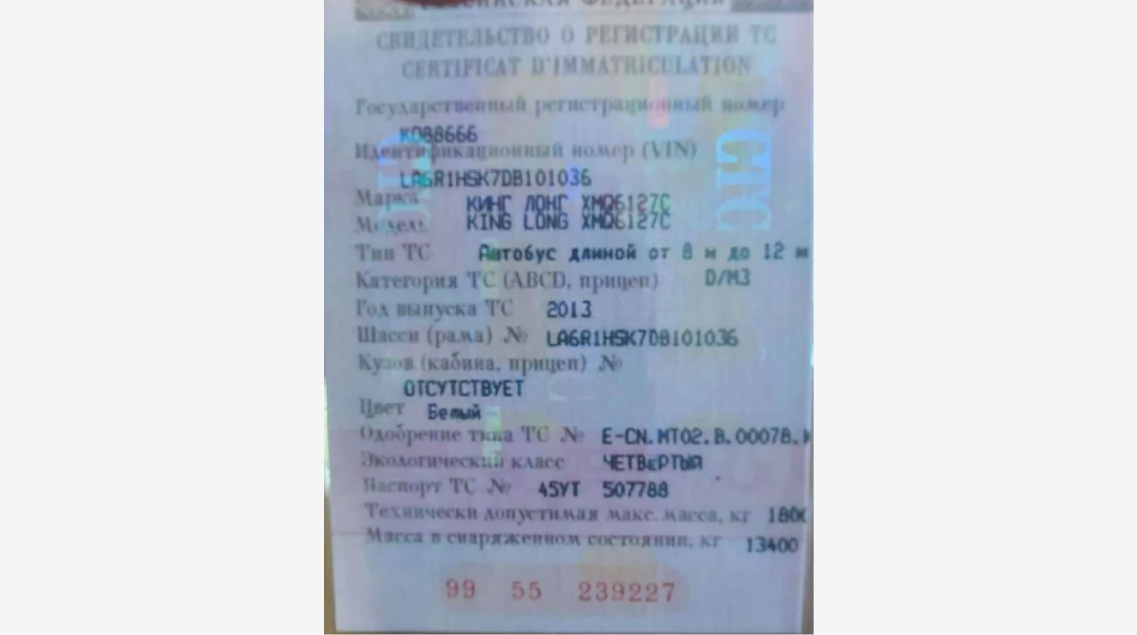 РОССИЙСКАЯ ФЕДЕРАЦИЯ
СВИДЕТЕЛЬСТВО О РЕГИСТРАЦИИ ТС
CERTIFICAT D'IMMATRICULATION
Государственный регистрационный номер
КО88666
Идентификационный номер (VIN)
LA6R1HSK7DB101036
Марка КИНГ ЛОНГ XMQ6127C
Модель KING LONG XMQ6127C
Тип ТС Автобус длиной от 8 м до 12 м
Категория ТС (ABCD, прицеп) D/M3
Год выпуска ТС 2013
Шасси (рама) № LA6R1HSK7DB101036
Кузов (кабина, прицеп) №
ОТСУТСТВУЕТ
Цвет Белый
Одобрение типа ТС № E-CN.MT02.B.00078.
Экологический класс ЧЕТВЕРТЫЙ
Паспорт ТС № 45УТ 507788
Технически допустимая макс. масса, кг 1800
Масса в снаряженном состоянии, кг 13400
99 55 239227